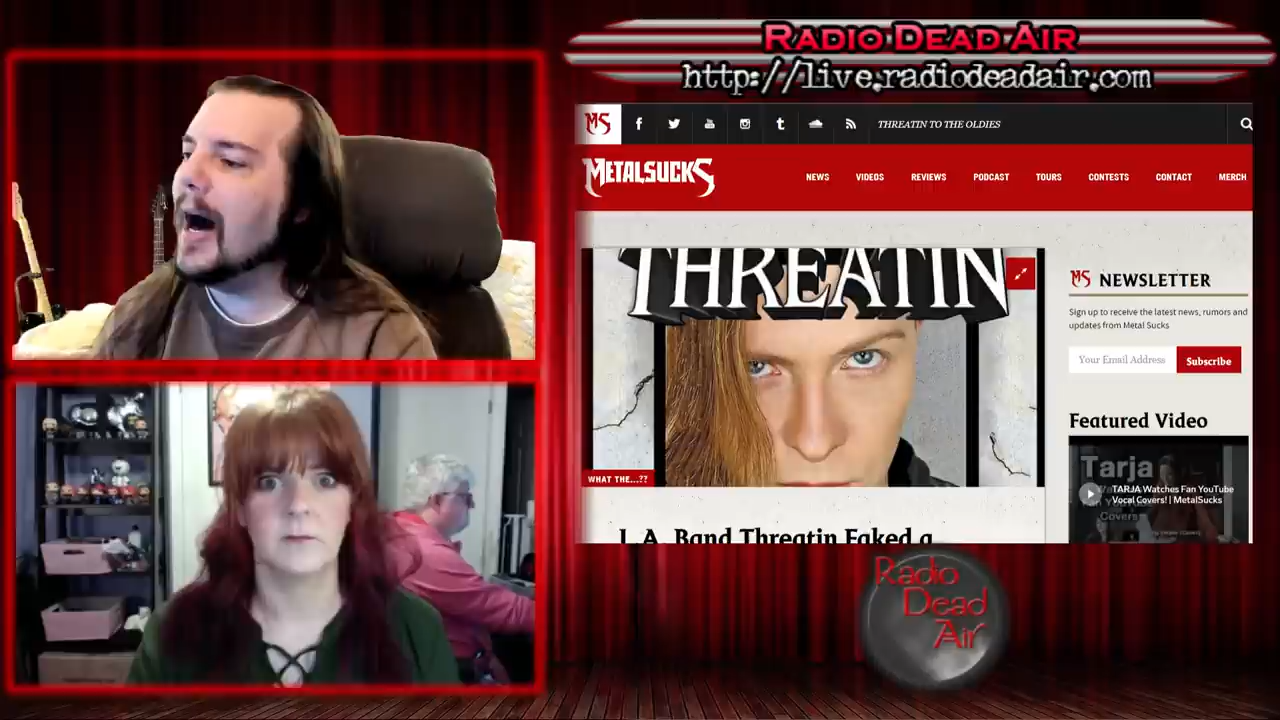 RADIO DEAD AIR
http://live.radiodeadair.com
MS
THREATIN TO THE OLDIES
METALSUCKS
NEWS VIDEOS REVIEWS PODCAST TOURS CONTESTS CONTACT MERCH
THREATIN
WHAT THE...??
L.A. Band Threatin Faked a
MS NEWSLETTER
Sign up to receive the latest news, rumors and
updates from Metal Sucks
Your Email Address Subscribe
Featured Video
Tarja
TARJA Watches Fan YouTube
Vocal Covers! | MetalSucks
Covers
Radio
Dead
Air